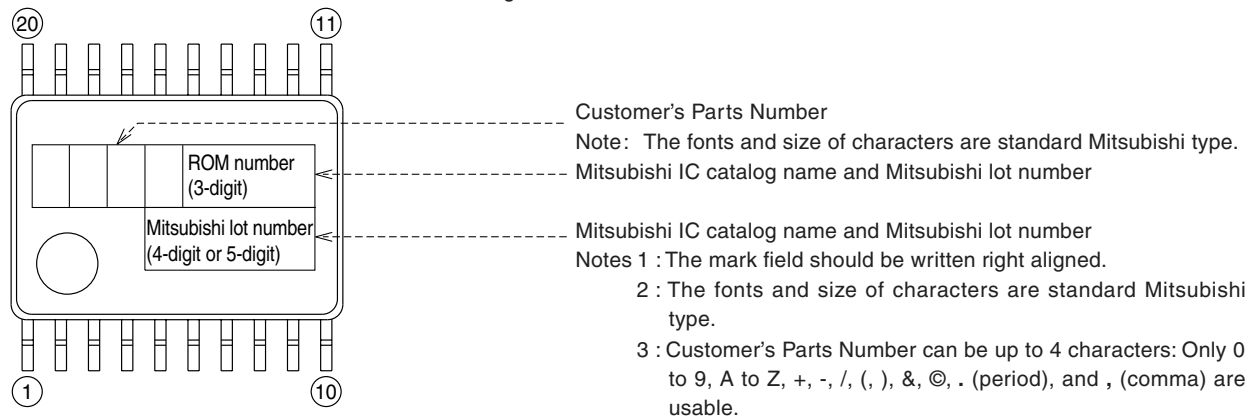 20
11
Customer's Parts Number
Note: The fonts and size of characters are standard Mitsubishi type.
ROM number
(3-digit)
Mitsubishi IC catalog name and Mitsubishi lot number
Mitsubishi lot number
(4-digit or 5-digit)
Mitsubishi IC catalog name and Mitsubishi lot number
Notes 1 : The mark field should be written right aligned.
2 : The fonts and size of characters are standard Mitsubishi
type.
3 : Customer's Parts Number can be up to 4 characters: Only 0
to 9, A to Z, +, -, /, (, ), &, ©, . (period), and , (comma) are
usable.
1
10